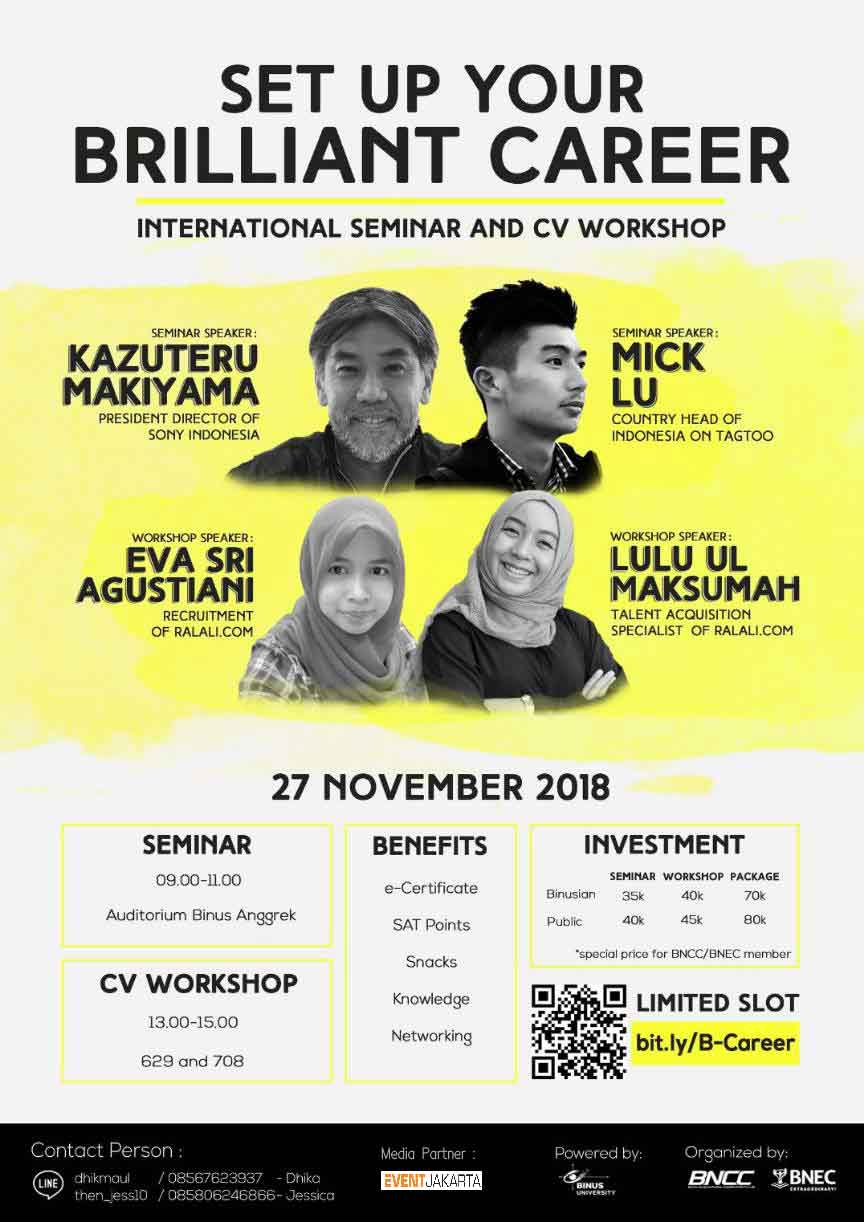 SET UP YOUR
BRILLIANT CAREER
INTERNATIONAL SEMINAR AND CV WORKSHOP
SEMINAR SPEAKER:
KAZUTERU
MAKIYAMA
PRESIDENT DIRECTOR OF
SONY INDONESIA
SEMINAR SPEAKER:
MICK
LU
COUNTRY HEAD OF
INDONESIA ON TAGTOO
WORKSHOP SPEAKER:
EVA SRI
AGUSTIANI
RECRUITMENT
OF RALALI.COM
WORKSHOP SPEAKER:
LULU UL
MAKSUMAH
TALENT ACQUISITION
SPECIALIST OF RALALI.COM
27 NOVEMBER 2018
SEMINAR
09.00-11.00
Auditorium Binus Anggrek
CV WORKSHOP
13.00-15.00
629 and 708
BENEFITS
e-Certificate
SAT Points
Snacks
Knowledge
Networking
INVESTMENT
SEMINAR WORKSHOP PACKAGE
Binusian 35k 40k 70k
Public 40k 45k 80k
*special price for BNCC/BNEC member
LIMITED SLOT
bit.ly/B-Career
Contact Person :
LINE
dhikmaul / 08567623937 - Dhika
then_jess10 / 085806246866- Jessica
Media Partner :
EVENTJAKARTA
Powered by:
BINUS
UNIVERSITY
Organized by:
BNCC
BNEC
EXTRAORDINARY!